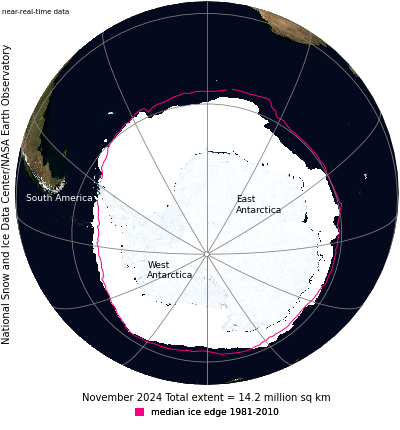 near-real-time data
National Snow and Ice Data Center/NASA Earth Observatory
South America
East
Antarctica
West
Antarctica
November 2024 Total extent = 14.2 million sq km
median ice edge 1981-2010